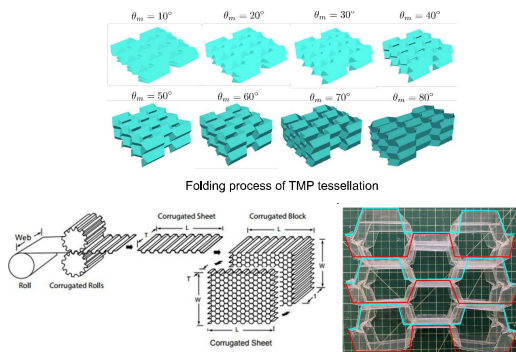 θm = 10° θm = 20° θm = 30° θm = 40°
θm = 50° θm = 60° θm = 70° θm = 80°
Folding process of TMP tessellation
Corrugated Sheet
Corrugated Block
Web
T
L
L
W
W
T
T
Roll
Corrugated Rolls
L
Corrugated Sheet